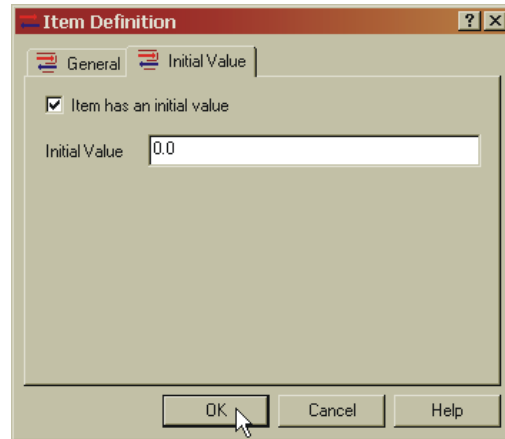 Item Definition ? ×
General Initial Value
Item has an initial value
Initial Value 0.0
OK Cancel Help